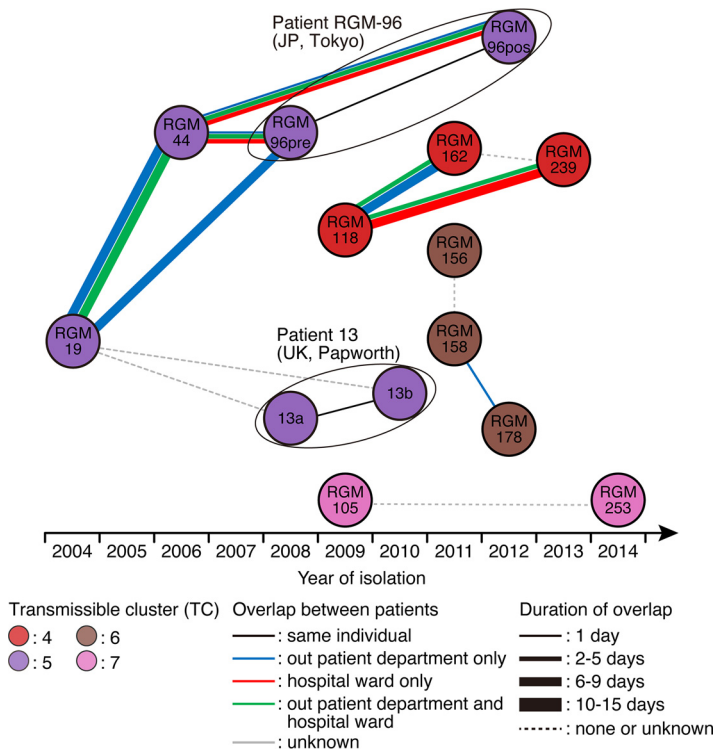 Patient RGM-96
(JP, Tokyo)
RGM
96pos
RGM
44
RGM
96pre
RGM
162
RGM
239
RGM
118
RGM
156
RGM
19
Patient 13
(UK, Papworth)
RGM
158
13a
13b
RGM
178
RGM
105
RGM
253
2004 2005 2006 2007 2008 2009 2010 2011 2012 2013 2014
Year of isolation
Transmissible cluster (TC)
: 4
: 6
: 5
: 7
Overlap between patients
: same individual
: out patient department only
: hospital ward only
: out patient department and
hospital ward
: unknown
Duration of overlap
: 1 day
: 2-5 days
: 6-9 days
: 10-15 days
: none or unknown